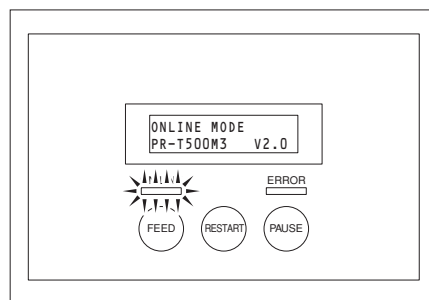 ONLINE MODE
PR-T500M3 V2.0
ERROR
FEED
RESTART
PAUSE